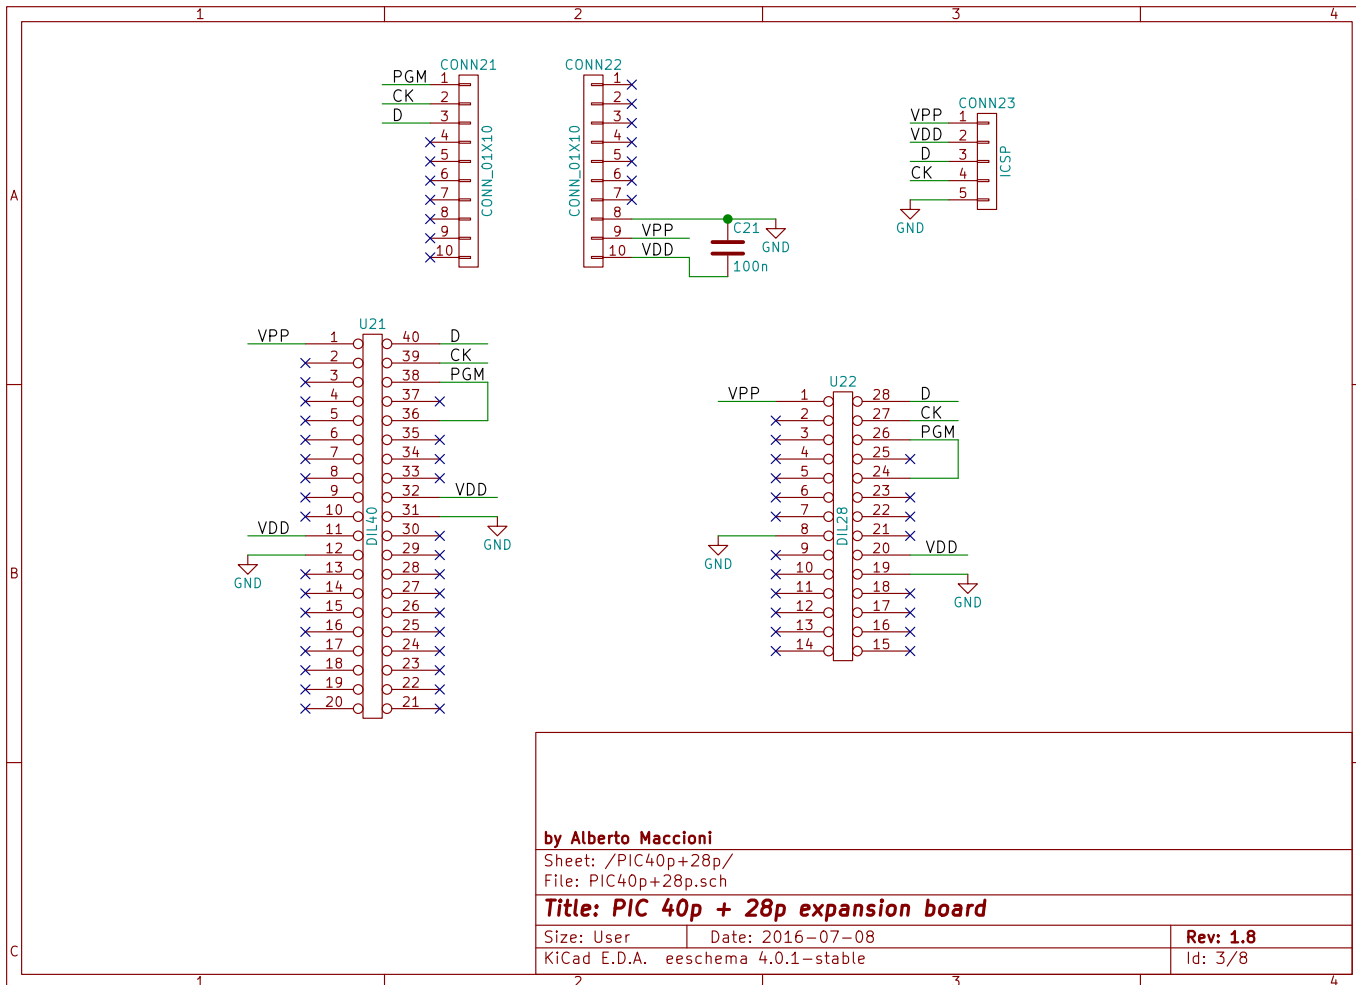 1 2 3 4
A
B
C
CONN21
PGM 1
CK 2
D 3
4
5
6
7
8
9
10
CONN_01X10
CONN22
1
2
3
4
5
6
7
8
9 VPP
10 VDD
CONN_01X10
C21
100n
GND
CONN23
VPP 1
VDD 2
D 3
CK 4
5
ICSP
GND
U21
VPP 1 40 D
2 39 CK
3 38 PGM
4 37
5 36
6 35
7 34
8 33
9 32 VDD
10 31
VDD 11 30
12 29
13 28
14 27
15 26
16 25
17 24
18 23
19 22
20 21
DIL40
GND
GND
U22
VPP 1 28 D
2 27 CK
3 26 PGM
4 25
5 24
6 23
7 22
8 21
9 20 VDD
10 19
11 18
12 17
13 16
14 15
DIL28
GND
GND
by Alberto Maccioni
Sheet: /PIC40p+28p/
File: PIC40p+28p.sch
Title: PIC 40p + 28p expansion board
Size: User Date: 2016-07-08 Rev: 1.8
KiCad E.D.A. eeschema 4.0.1-stable Id: 3/8
1 2 3 4